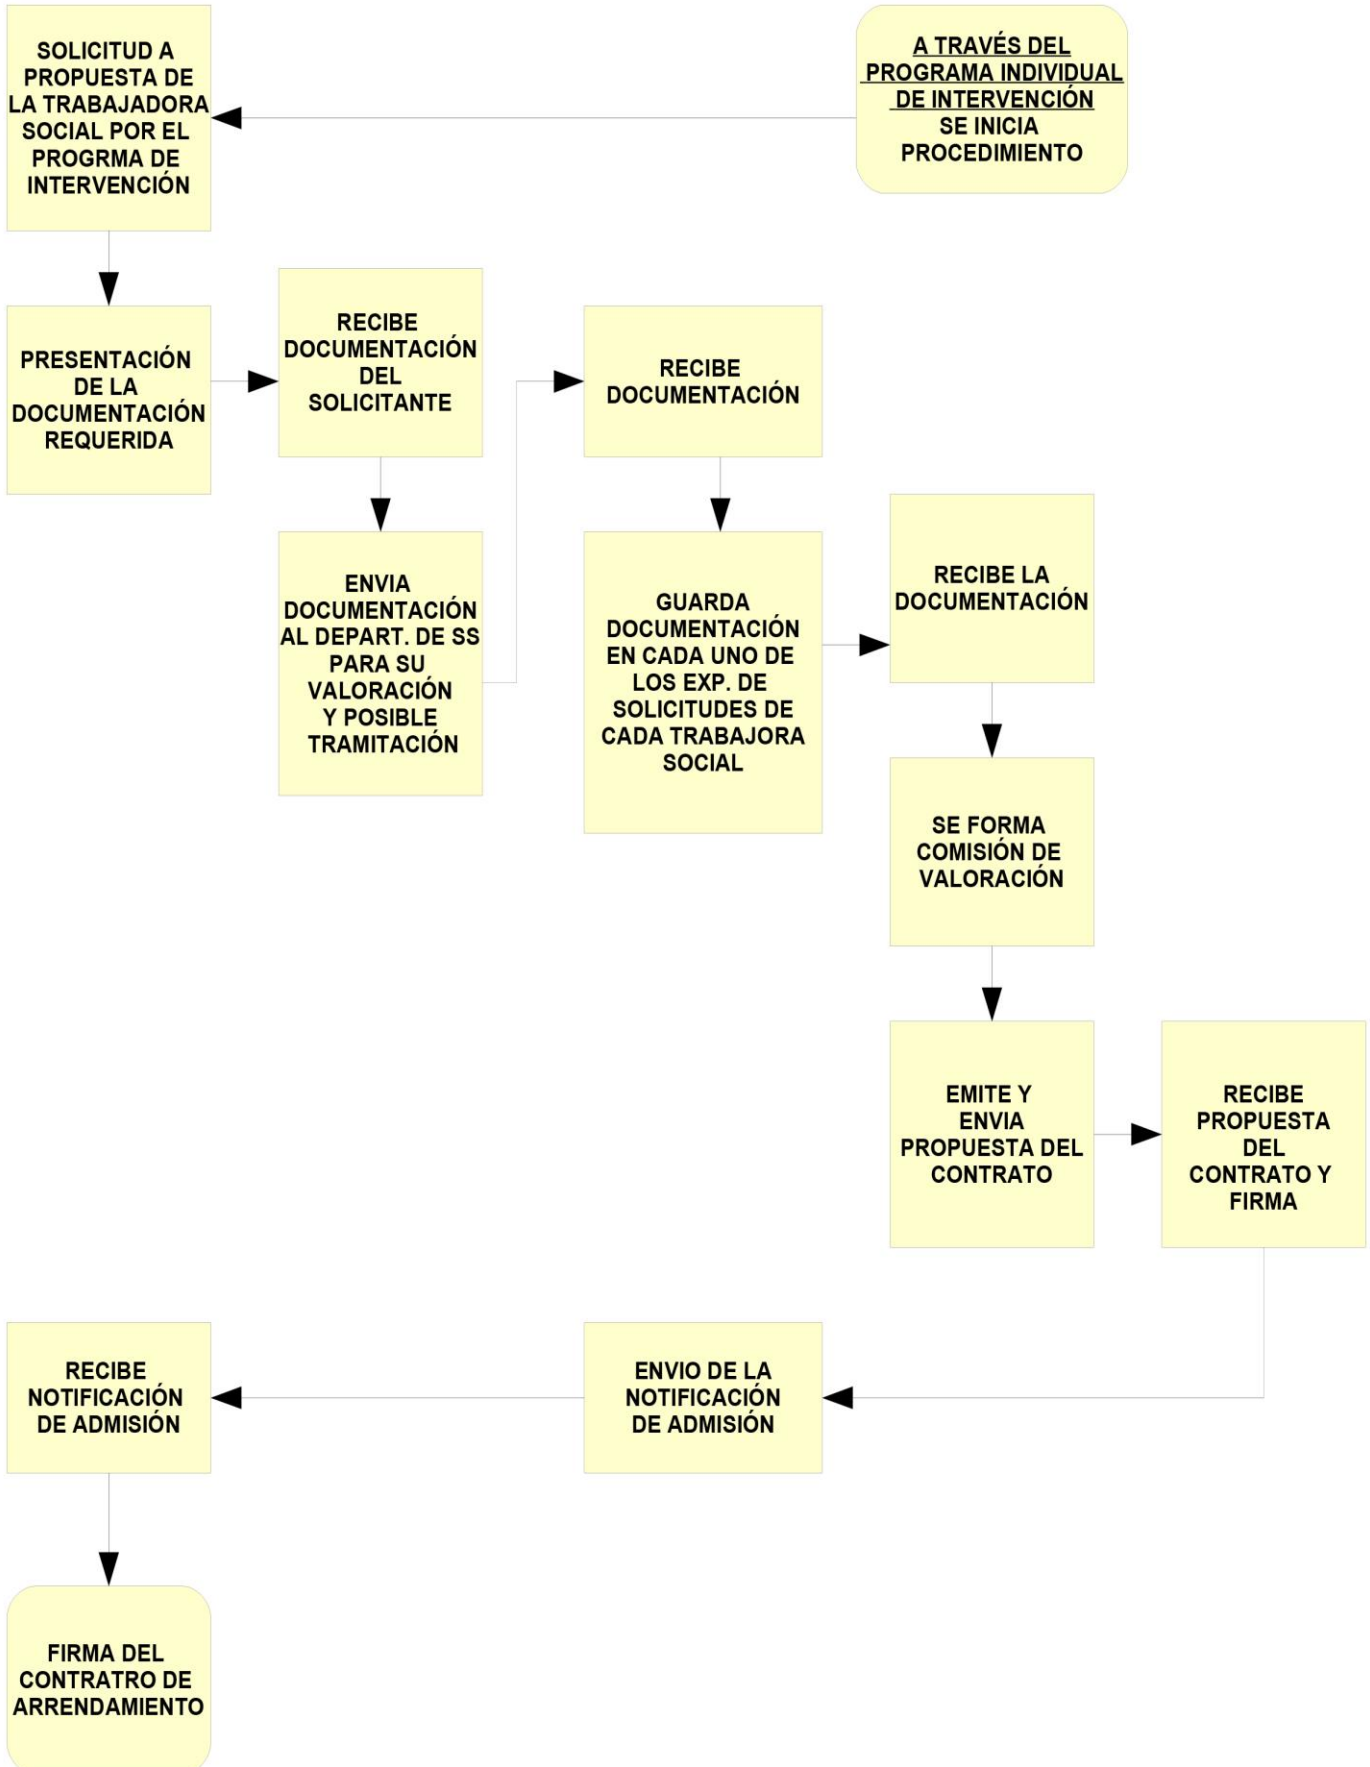 SOLICITUD A
PROPUESTA DE
LA TRABAJADORA
SOCIAL POR EL
PROGRMA DE
INTERVENCIÓN
A TRAVÉS DEL
PROGRAMA INDIVIDUAL
DE INTERVENCIÓN
SE INICIA
PROCEDIMIENTO
PRESENTACIÓN
DE LA
DOCUMENTACIÓN
REQUERIDA
RECIBE
DOCUMENTACIÓN
DEL
SOLICITANTE
RECIBE
DOCUMENTACIÓN
ENVIA
DOCUMENTACIÓN
AL DEPART. DE SS
PARA SU
VALORACIÓN
Y POSIBLE
TRAMITACIÓN
GUARDA
DOCUMENTACIÓN
EN CADA UNO DE
LOS EXP. DE
SOLICITUDES DE
CADA TRABAJORA
SOCIAL
RECIBE LA
DOCUMENTACIÓN
SE FORMA
COMISIÓN DE
VALORACIÓN
EMITE Y
ENVIA
PROPUESTA DEL
CONTRATO
RECIBE
PROPUESTA
DEL
CONTRATO Y
FIRMA
ENVIO DE LA
NOTIFICACIÓN
DE ADMISIÓN
RECIBE
NOTIFICACIÓN
DE ADMISIÓN
FIRMA DEL
CONTRATRO DE
ARRENDAMIENTO